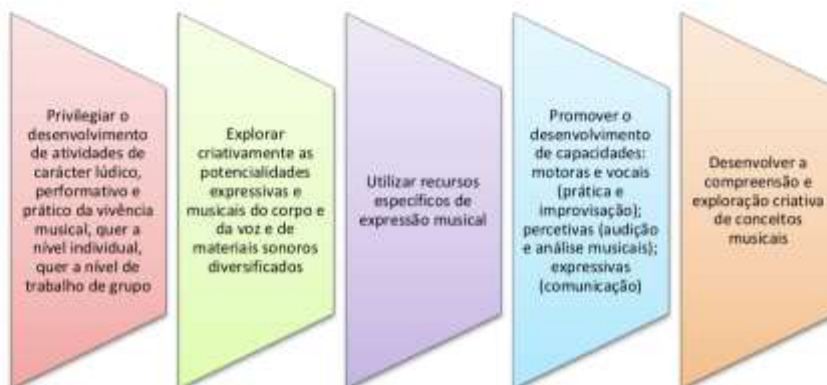 Privilegiar o
desenvolvimento
de atividades de
carácter lúdico,
performativo e
prático da vivência
musical, quer a
nível individual,
quer a nível de
trabalho de grupo
Explorar
criativamente as
potencialidades
expressivas e
musicais do corpo e
da voz e de
materiais sonoros
diversificados
Utilizar recursos
específicos de
expressão musical
Promover o
desenvolvimento
de capacidades:
motoras e vocais
(prática e
improvisação);
percetivas (audição
e análise musicais);
expressivas
(comunicação)
Desenvolver a
compreensão e
exploração criativa
de conceitos
musicais